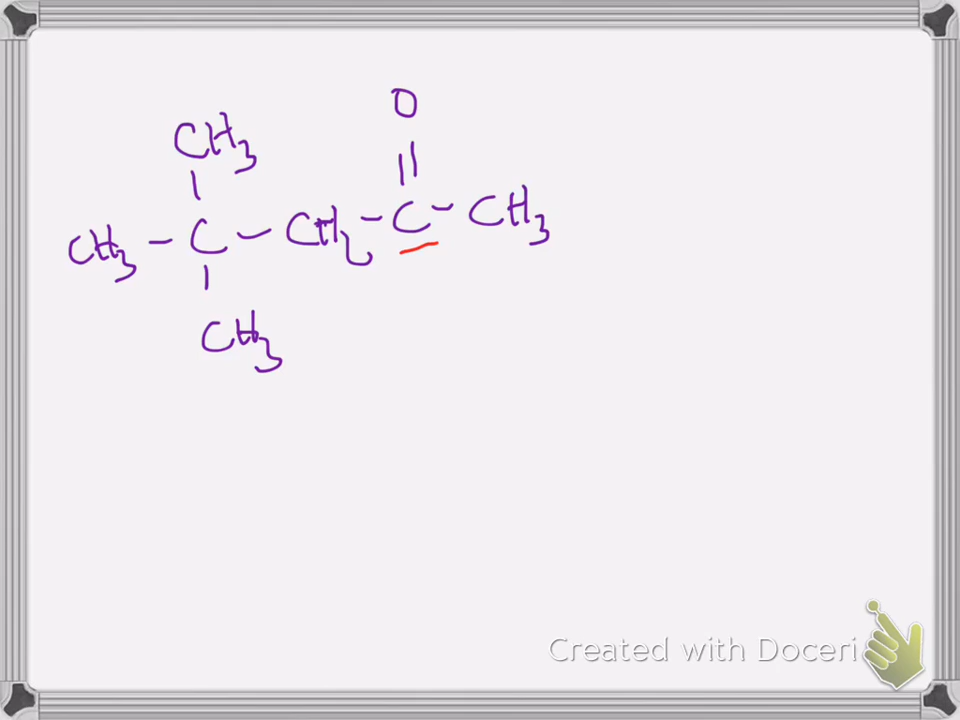 O
CH3
CH3 - C - CH2 - C - CH3
CH3
Created with Doceri